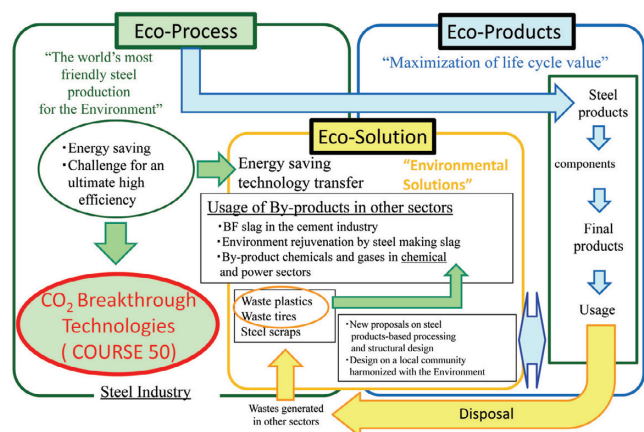 Eco-Process
Eco-Products
"The world's most
friendly steel
production
for the Environment"
"Maximization of life cycle value"
• Energy saving
• Challenge for an
ultimate high
efficiency
CO₂ Breakthrough
Technologies
( COURSE 50)
Steel Industry
Eco-Solution
Energy saving
technology transfer
"Environmental
Solutions"
Usage of By-products in other sectors
• BF slag in the cement industry
• Environment rejuvenation by steel making slag
• By-product chemicals and gases in chemical
and power sectors
Waste plastics
Waste tires
Steel scraps
• New proposals on steel
products-based processing
and structural design
• Design on a local community
harmonized with the Environment
Steel
products
components
Final
products
Usage
Wastes generated
in other sectors
Disposal